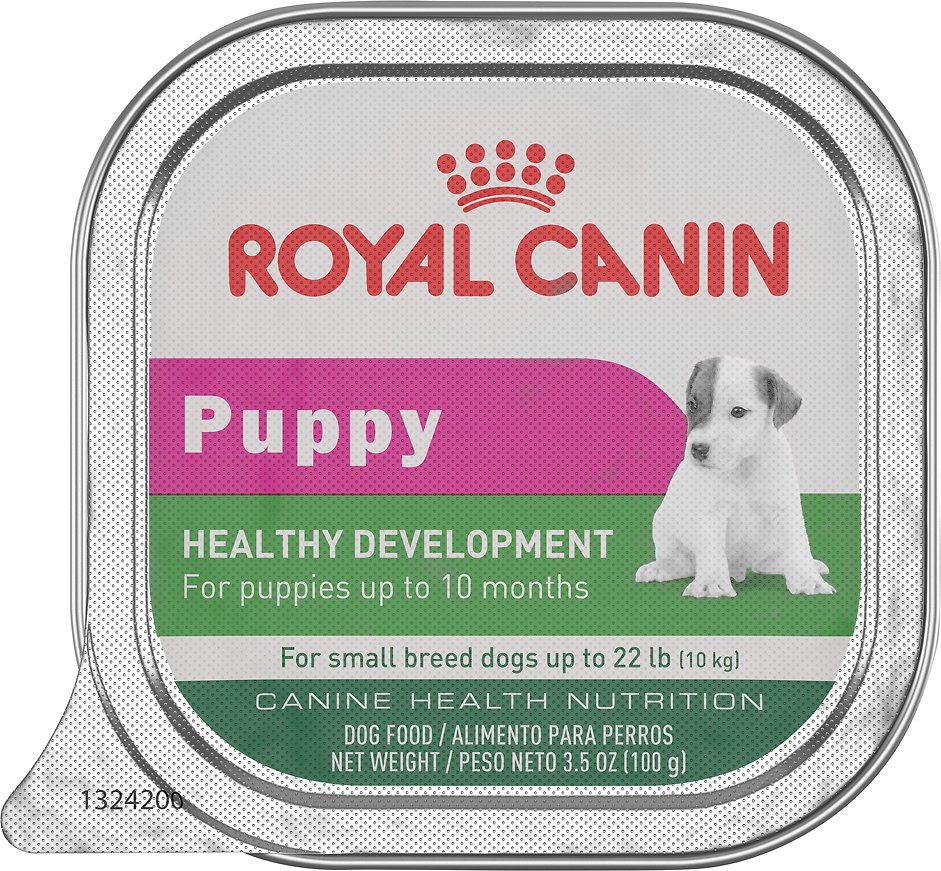 ROYAL CANIN
Puppy
HEALTHY DEVELOPMENT
For puppies up to 10 months
For small breed dogs up to 22 lb (10 kg)
CANINE HEALTH NUTRITION
DOG FOOD / ALIMENTO PARA PERROS
NET WEIGHT / PESO NETO 3.5 OZ (100 g)
1324206